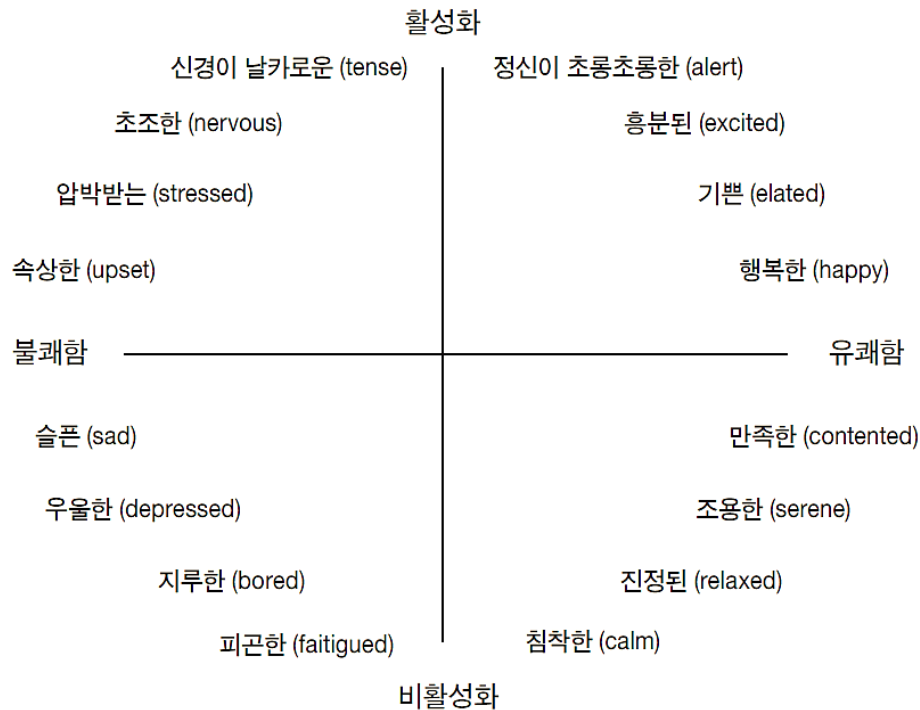 활성화
신경이 날카로운 (tense) 정신이 초롱초롱한 (alert)
초조한 (nervous) 흥분된 (excited)
압박받는 (stressed) 기쁜 (elated)
속상한 (upset) 행복한 (happy)
불쾌함 유쾌함
슬픈 (sad) 만족한 (contented)
우울한 (depressed) 조용한 (serene)
지루한 (bored) 진정된 (relaxed)
피곤한 (faitigued) 침착한 (calm)
비활성화